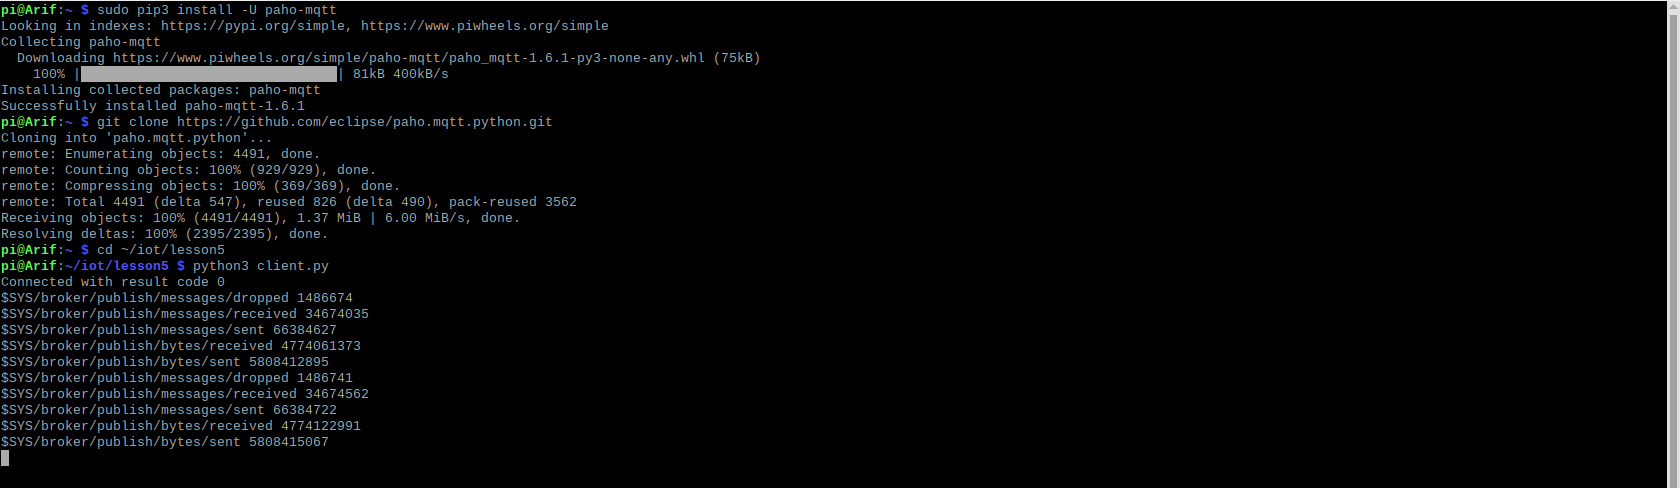 pi@Arif:~ $ sudo pip3 install -U paho-mqtt
Looking in indexes: https://pypi.org/simple, https://www.piwheels.org/simple
Collecting paho-mqtt
  Downloading https://www.piwheels.org/simple/paho-mqtt/paho_mqtt-1.6.1-py3-none-any.whl (75kB)
    100% |████████████████████████████████| 81kB 400kB/s
Installing collected packages: paho-mqtt
Successfully installed paho-mqtt-1.6.1
pi@Arif:~ $ git clone https://github.com/eclipse/paho.mqtt.python.git
Cloning into 'paho.mqtt.python'...
remote: Enumerating objects: 4491, done.
remote: Counting objects: 100% (929/929), done.
remote: Compressing objects: 100% (369/369), done.
remote: Total 4491 (delta 547), reused 826 (delta 490), pack-reused 3562
Receiving objects: 100% (4491/4491), 1.37 MiB | 6.00 MiB/s, done.
Resolving deltas: 100% (2395/2395), done.
pi@Arif:~ $ cd ~/iot/lesson5
pi@Arif:~/iot/lesson5 $ python3 client.py
Connected with result code 0
$SYS/broker/publish/messages/dropped 1486674
$SYS/broker/publish/messages/received 34674035
$SYS/broker/publish/messages/sent 66384627
$SYS/broker/publish/bytes/received 4774061373
$SYS/broker/publish/bytes/sent 5808412895
$SYS/broker/publish/messages/dropped 1486741
$SYS/broker/publish/messages/received 34674562
$SYS/broker/publish/messages/sent 66384722
$SYS/broker/publish/bytes/received 4774122991
$SYS/broker/publish/bytes/sent 5808415067